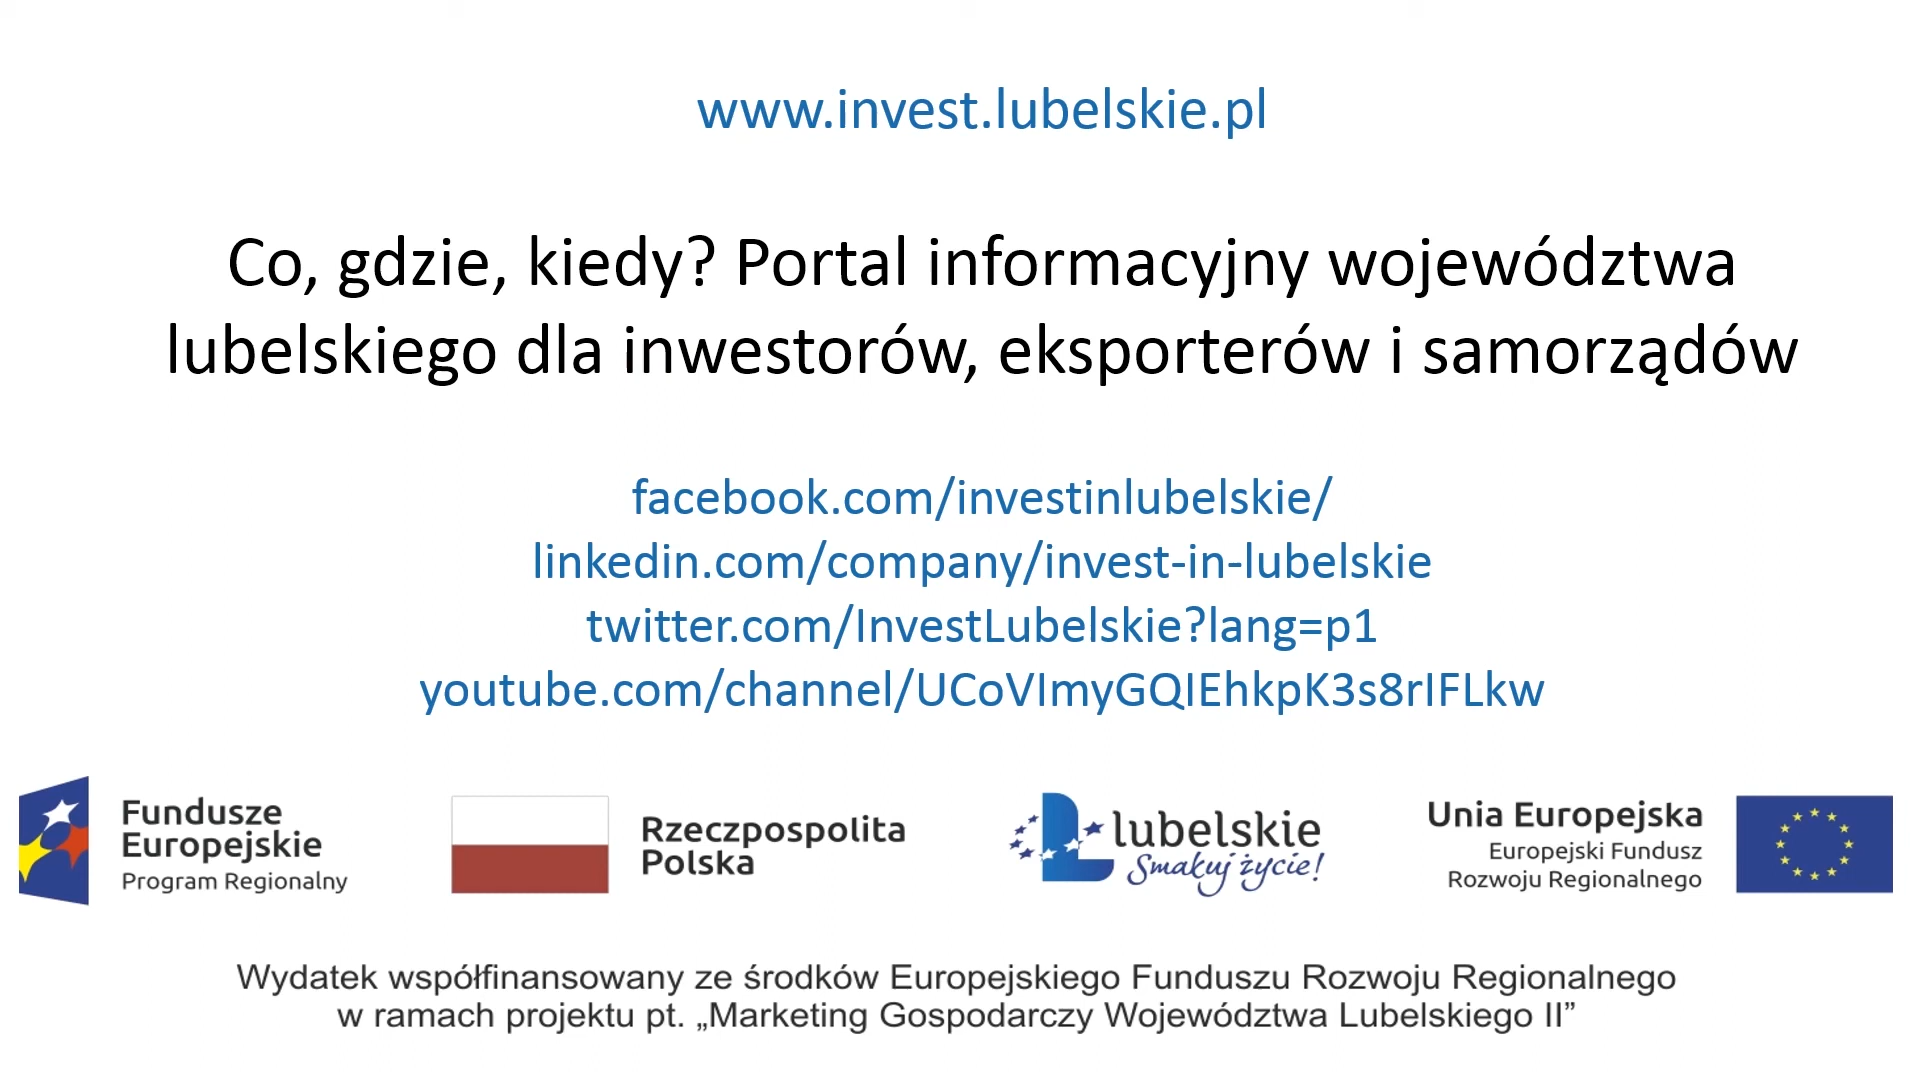 www.invest.lubelskie.pl
Co, gdzie, kiedy? Portal informacyjny województwa
lubelskiego dla inwestorów, eksporterów i samorządów
facebook.com/investinlubelskie/
linkedin.com/company/invest-in-lubelskie
twitter.com/InvestLubelskie?lang=p1
youtube.com/channel/UCoVImyGQIEhkpK3s8rIFLkw
Fundusze
Europejskie
Program Regionalny
Rzeczpospolita
Polska
lubelskie
Smakuj życie!
Unia Europejska
Europejski Fundusz
Rozwoju Regionalnego
Wydatek współfinansowany ze środków Europejskiego Funduszu Rozwoju Regionalnego
w ramach projektu pt. „Marketing Gospodarczy Województwa Lubelskiego II”